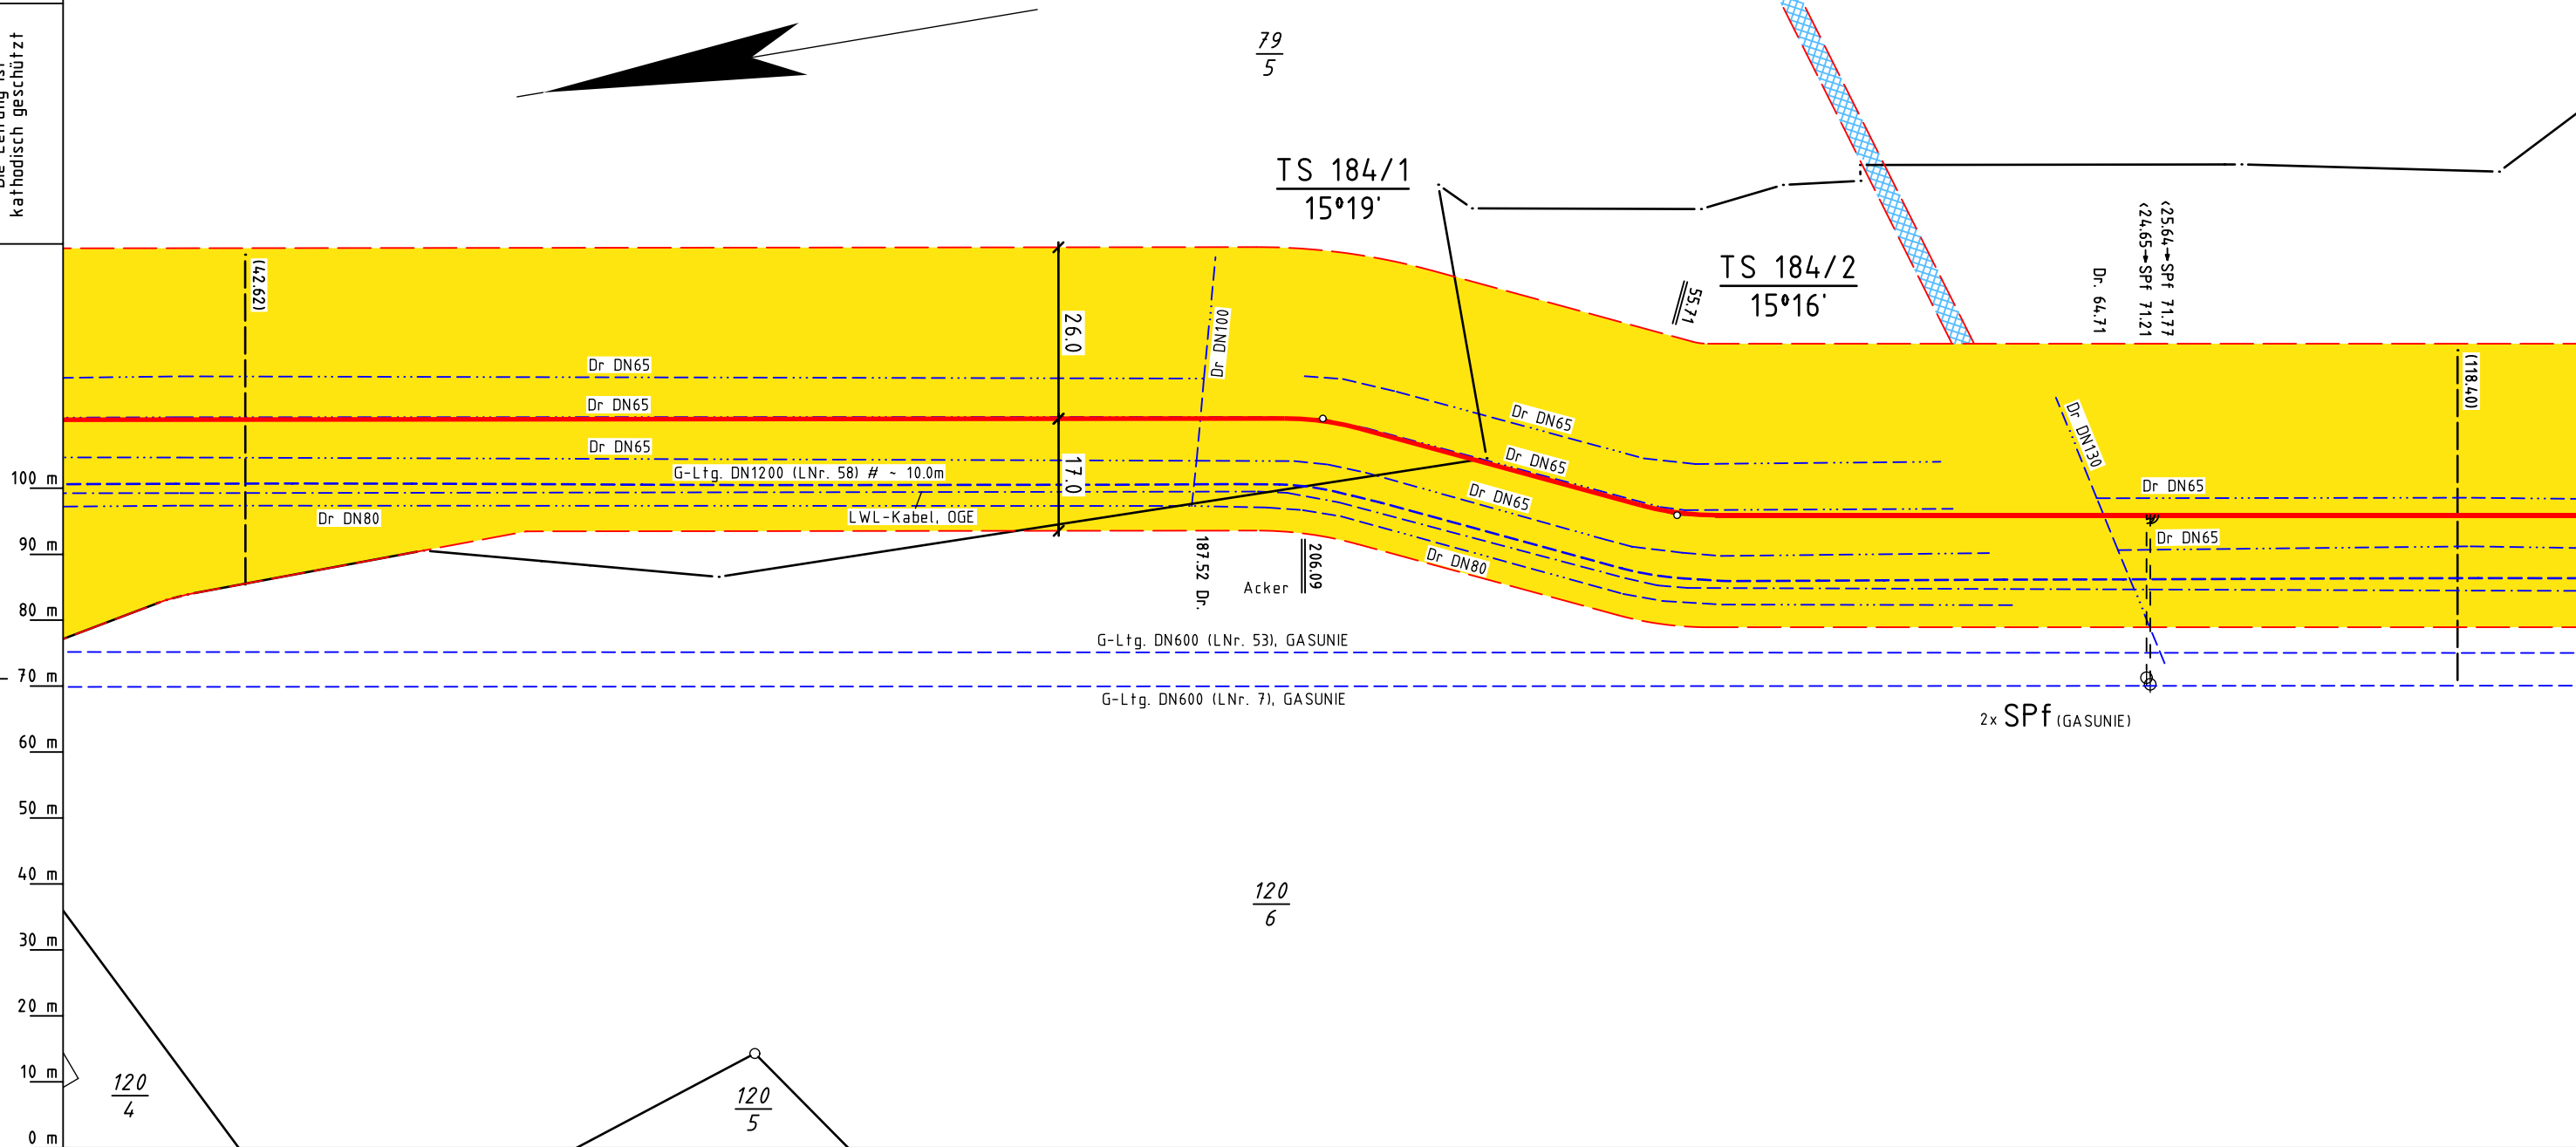 kathodisch geschützt
79
5
TS 184/1
15°19'
TS 184/2
15°16'
55.71
Dr. 64.71
<24.65→SPf 71.21
<25.64→SPf 71.77
(42.62)
26.0
Dr DN100
(118.40)
Dr DN65
Dr DN65
Dr DN65
Dr DN65
Dr DN65
Dr DN65
Dr DN130
G-Ltg. DN1200 (LNr. 58) # ~ 10.0m
17.0
Dr DN65
LWL-Kabel, OGE
Dr DN80
Dr DN65
Dr DN80
187.52 Dr.
206.09
Acker
G-Ltg. DN600 (LNr. 53), GASUNIE
G-Ltg. DN600 (LNr. 7), GASUNIE
2x SPf (GASUNIE)
100 m
90 m
80 m
70 m
60 m
50 m
40 m
30 m
20 m
10 m
0 m
120
6
120
4
120
5